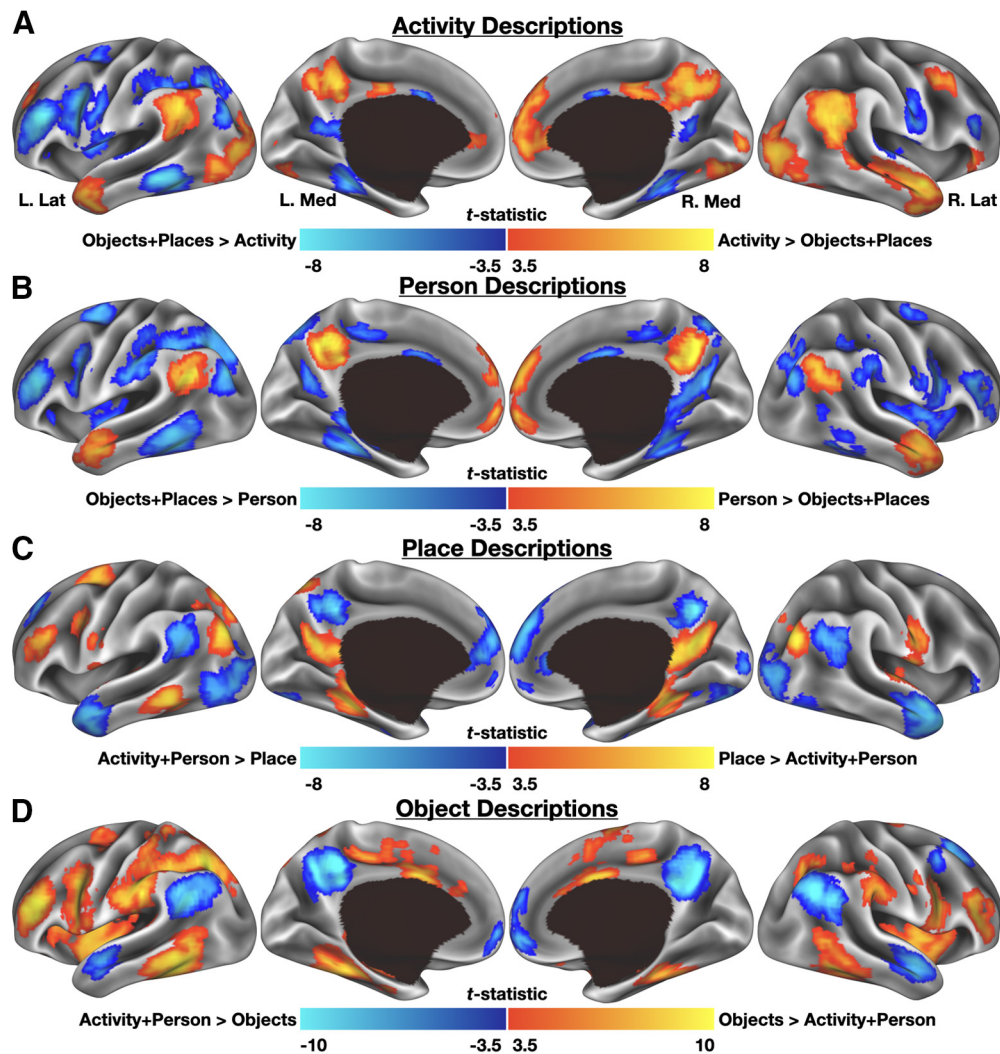 A
Activity Descriptions
L. Lat
L. Med
R. Med
R. Lat
t-statistic
Objects+Places > Activity
Activity > Objects+Places
-8
-3.5
3.5
8
B
Person Descriptions
t-statistic
Objects+Places > Person
Person > Objects+Places
-8
-3.5
3.5
8
C
Place Descriptions
t-statistic
Activity+Person > Place
Place > Activity+Person
-8
-3.5
3.5
8
D
Object Descriptions
t-statistic
Activity+Person > Objects
Objects > Activity+Person
-10
-3.5
3.5
10